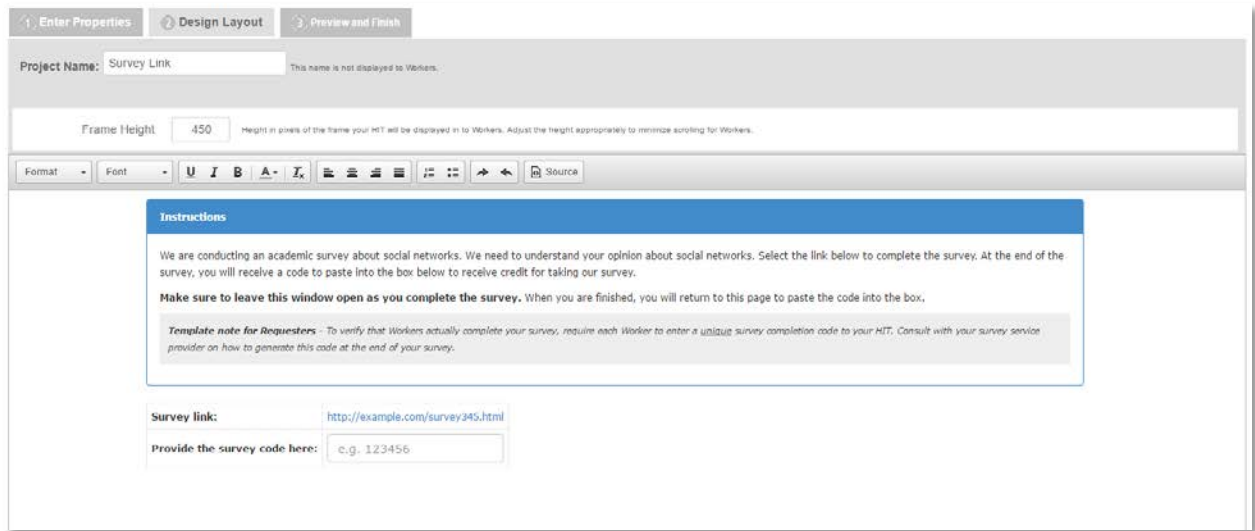 1 Enter Properties 2 Design Layout 3 Preview and Finish
Project Name: Survey Link This name is not displayed to Workers.
Frame Height 450 Height in pixels of the frame your HIT will be displayed in to Workers. Adjust the height appropriately to minimize scrolling for Workers.
Format Font U I B A Ix Source
Instructions
We are conducting an academic survey about social networks. We need to understand your opinion about social networks. Select the link below to complete the survey. At the end of the
survey, you will receive a code to paste into the box below to receive credit for taking our survey.
Make sure to leave this window open as you complete the survey. When you are finished, you will return to this page to paste the code into the box.
Template note for Requesters - To verify that Workers actually complete your survey, require each Worker to enter a unique survey completion code to your HIT. Consult with your survey service
provider on how to generate this code at the end of your survey.
Survey link: http://example.com/survey345.html
Provide the survey code here: e.g. 123456